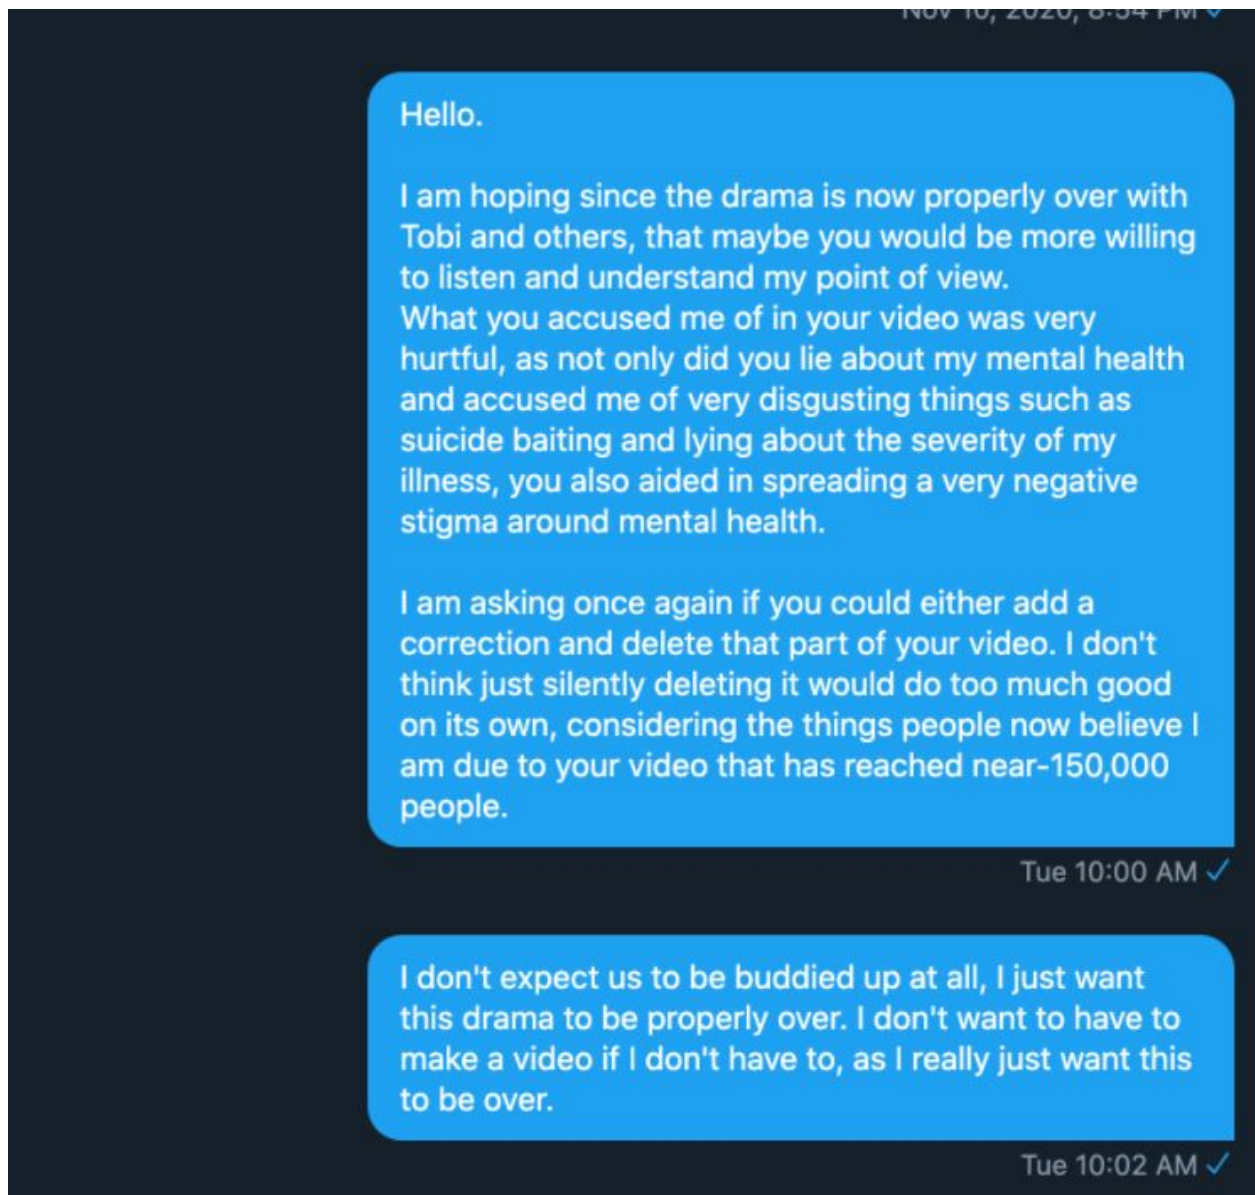 Nov 10, 2020, 8:54 PM ✓
Hello.
I am hoping since the drama is now properly over with
Tobi and others, that maybe you would be more willing
to listen and understand my point of view.
What you accused me of in your video was very
hurtful, as not only did you lie about my mental health
and accused me of very disgusting things such as
suicide baiting and lying about the severity of my
illness, you also aided in spreading a very negative
stigma around mental health.
I am asking once again if you could either add a
correction and delete that part of your video. I don't
think just silently deleting it would do too much good
on its own, considering the things people now believe I
am due to your video that has reached near-150,000
people.
Tue 10:00 AM ✓
I don't expect us to be buddied up at all, I just want
this drama to be properly over. I don't want to have to
make a video if I don't have to, as I really just want this
to be over.
Tue 10:02 AM ✓